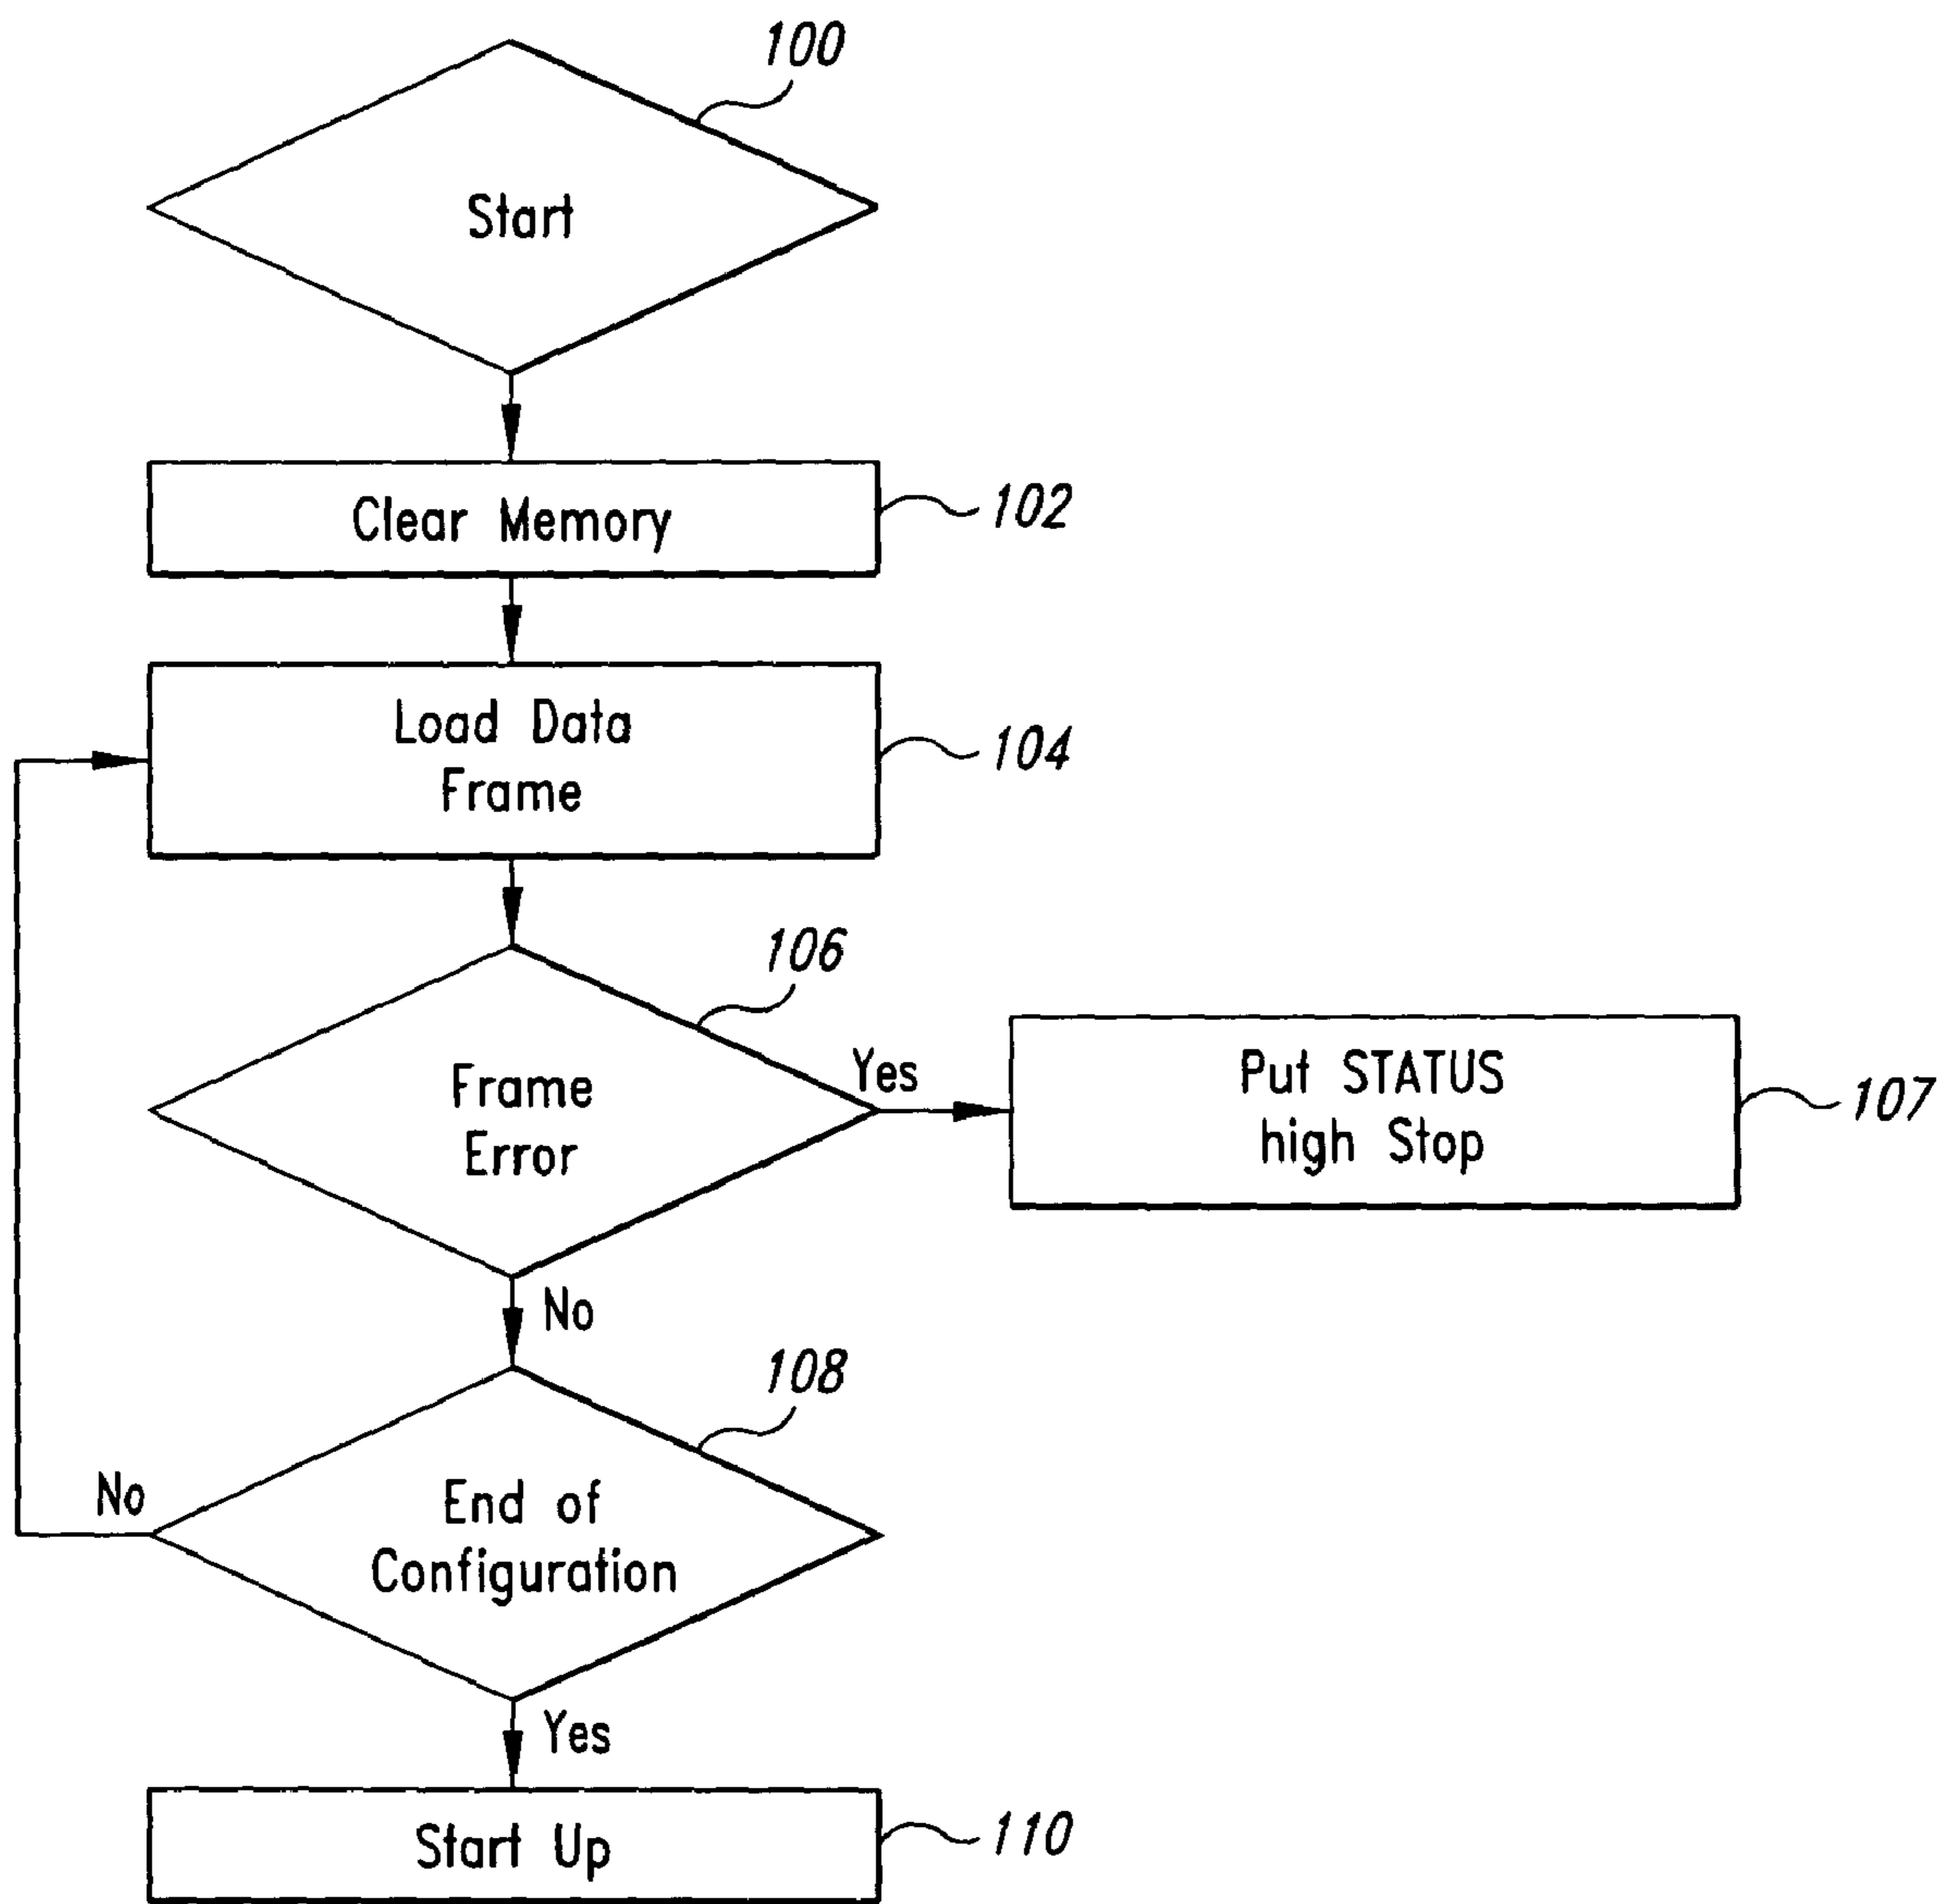 100
Start
Clear Memory
102
Load Data
Frame
104
106
Frame
Error
Yes
Put STATUS
high Stop
107
No
108
No
End of
Configuration
Yes
Start Up
110